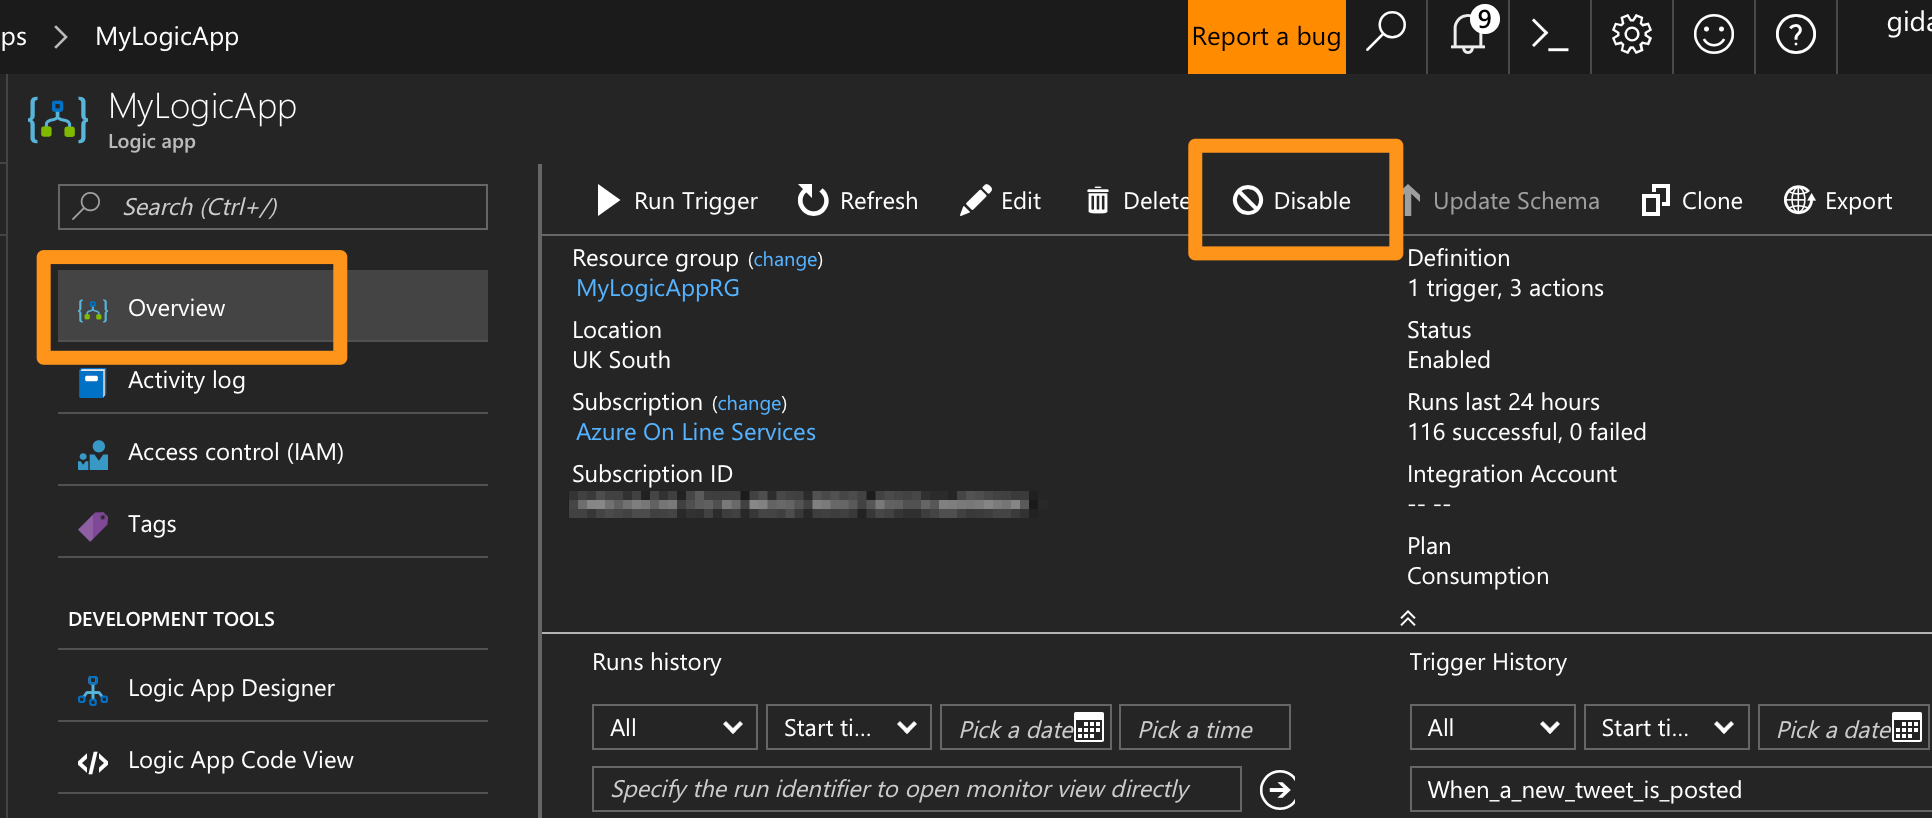 ps > MyLogicApp
Report a bug
9
gida
MyLogicApp
Logic app
Search (Ctrl+/)
Overview
Activity log
Access control (IAM)
Tags
DEVELOPMENT TOOLS
Logic App Designer
Logic App Code View
Run Trigger Refresh Edit Delete Disable Update Schema Clone Export
Resource group (change)
MyLogicAppRG
Location
UK South
Subscription (change)
Azure On Line Services
Subscription ID
Definition
1 trigger, 3 actions
Status
Enabled
Runs last 24 hours
116 successful, 0 failed
Integration Account
-- --
Plan
Consumption
Runs history
All Start ti... Pick a date Pick a time
Specify the run identifier to open monitor view directly
Trigger History
All Start ti... Pick a date
When_a_new_tweet_is_posted